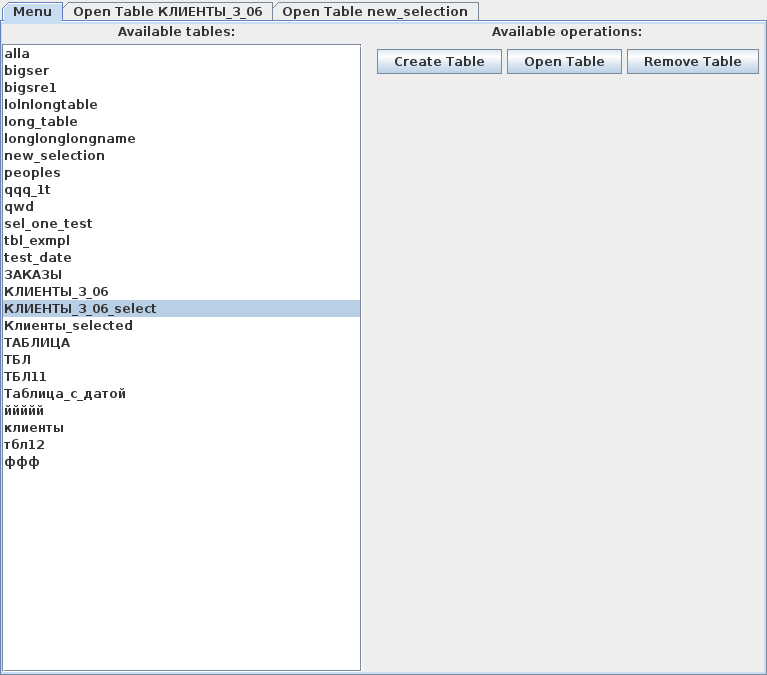 Menu
Open Table КЛИЕНТЫ_3_06
Open Table new_selection
Available tables:
Available operations:
alla
bigser
bigsre1
lolnlongtable
long_table
longlonglongname
new_selection
peoples
qqq_1t
qwd
sel_one_test
tbl_exmpl
test_date
ЗАКАЗЫ
КЛИЕНТЫ_3_06
КЛИЕНТЫ_3_06_select
Клиенты_selected
ТАБЛИЦА
ТБЛ
ТБЛ11
Таблица_с_датой
ййййй
клиенты
тбл12
ффф
Create Table
Open Table
Remove Table